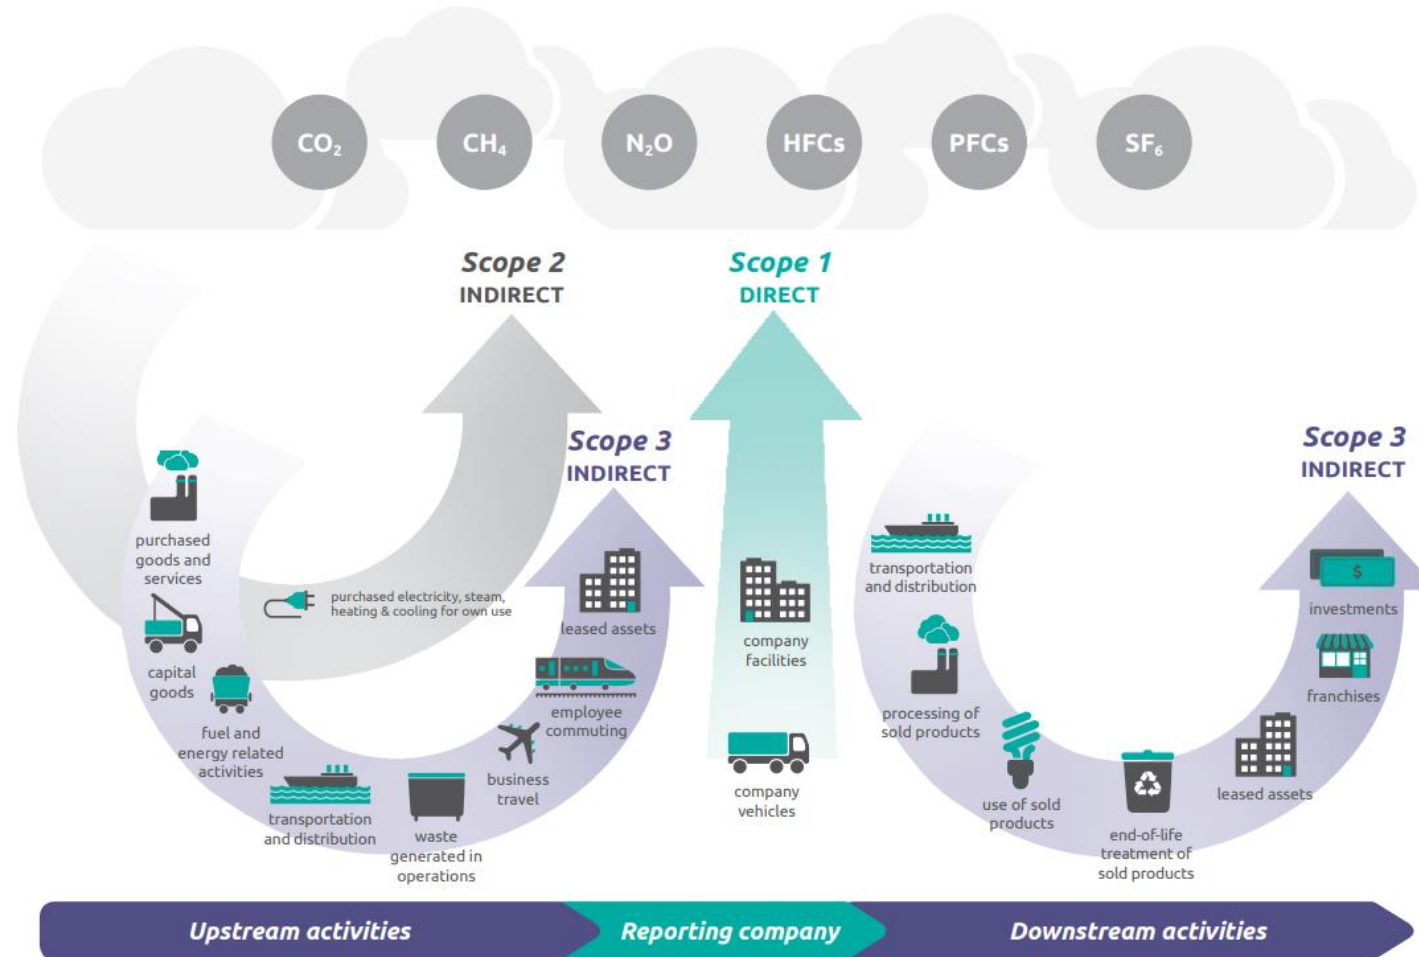 CO₂
CH₄
N₂O
HFCs
PFCs
SF₆
Scope 2
INDIRECT
Scope 1
DIRECT
Scope 3
INDIRECT
Scope 3
INDIRECT
purchased
goods and
services
capital
goods
fuel and
energy related
activities
transportation
and distribution
waste
generated in
operations
business
travel
employee
commuting
leased assets
purchased electricity, steam,
heating & cooling for own use
company
facilities
company
vehicles
transportation
and distribution
processing of
sold products
use of sold
products
end-of-life
treatment of
sold products
leased assets
franchises
$
investments
Upstream activities
Reporting company
Downstream activities